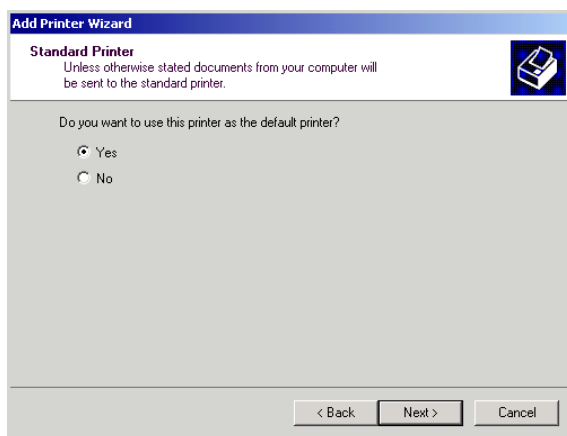 Add Printer Wizard
Standard Printer
Unless otherwise stated documents from your computer will
be sent to the standard printer.
Do you want to use this printer as the default printer?
Yes
No
< Back Next > Cancel